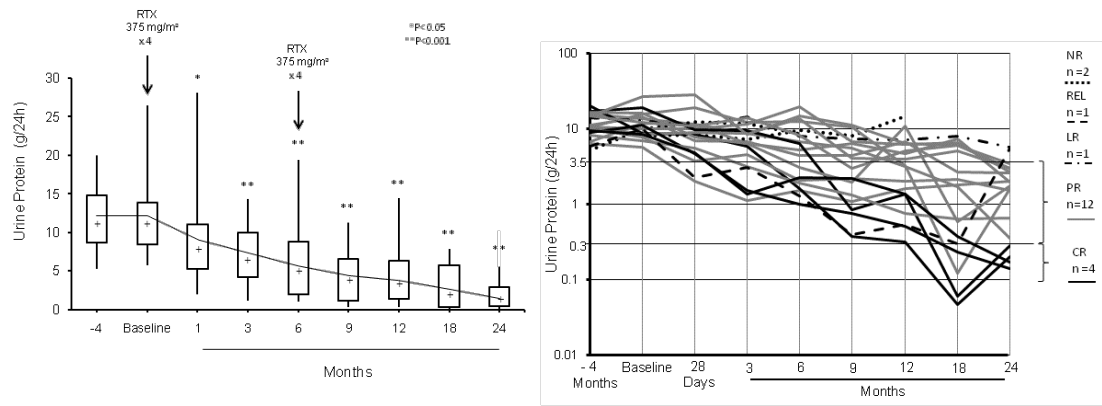 RTX
375 mg/m²
x4
RTX
375 mg/m²
x4
*P<0.05
**P<0.001
Urine Protein (g/24h)
30
25
20
15
10
5
0
*
**
**
**
**
**
**
-4
Baseline
1
3
6
9
12
18
24
Months
Urine Protein (g/24h)
100
10
3.5
1
0.3
0.1
0.01
- 4
Months
Baseline
28
Days
3
6
9
12
18
24
Months
NR
n=2
REL
n=1
LR
n=1
PR
n=12
CR
n=4